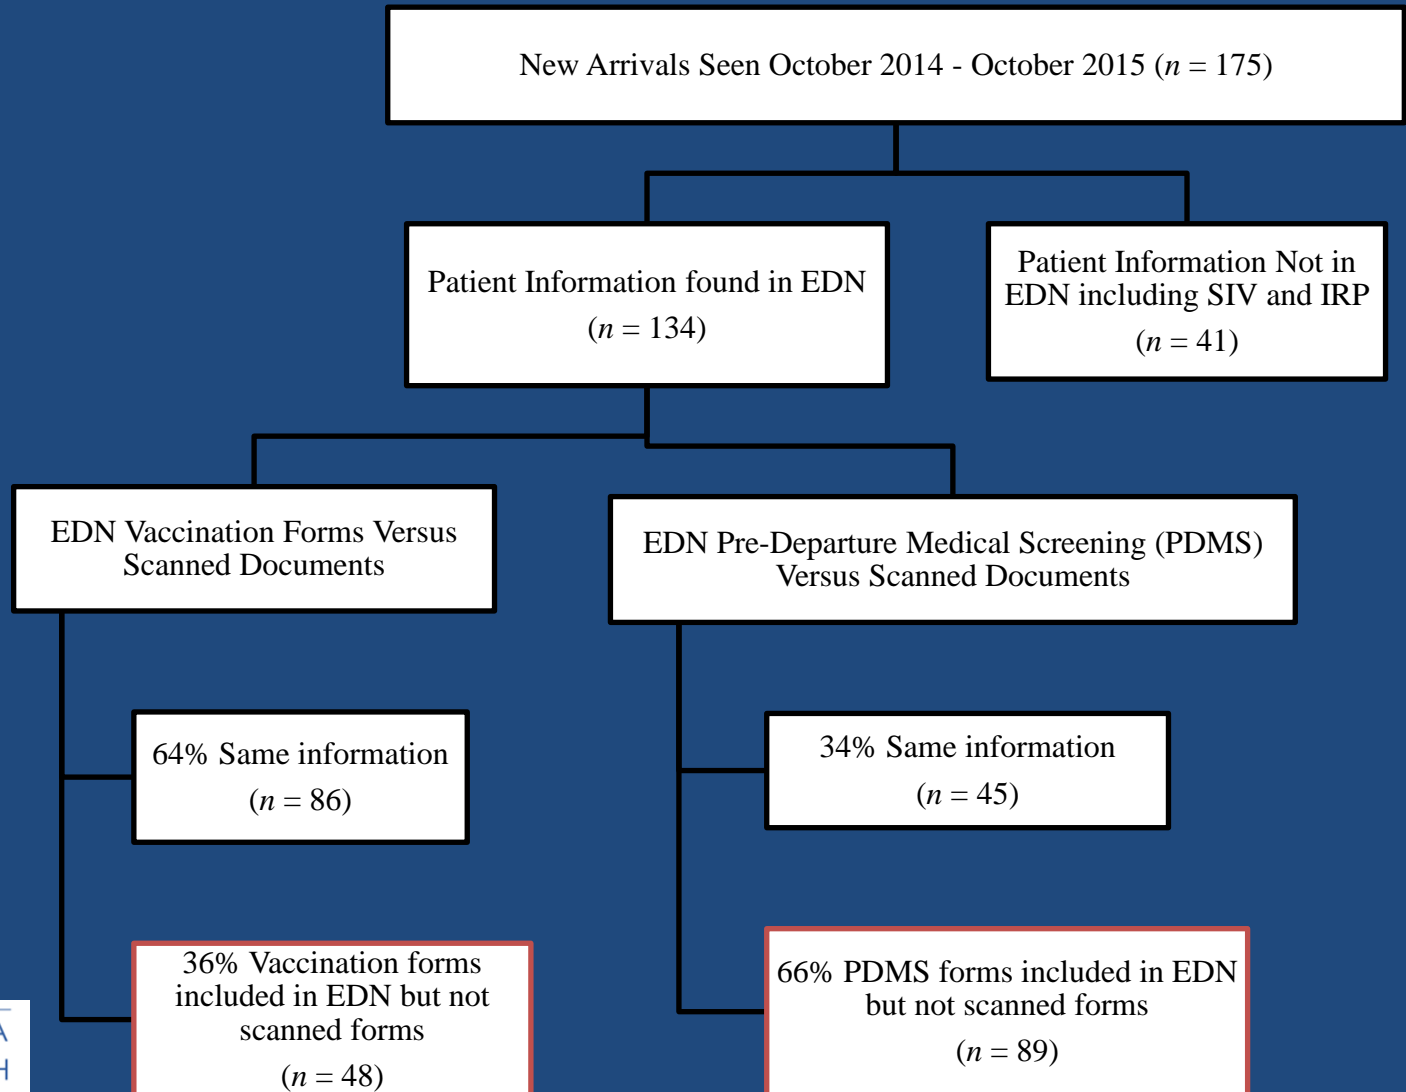 New Arrivals Seen October 2014 - October 2015 (n = 175)
Patient Information found in EDN
(n = 134)
Patient Information Not in
EDN including SIV and IRP
(n = 41)
EDN Vaccination Forms Versus
Scanned Documents
EDN Pre-Departure Medical Screening (PDMS)
Versus Scanned Documents
64% Same information
(n = 86)
34% Same information
(n = 45)
36% Vaccination forms
included in EDN but not
scanned forms
(n = 48)
66% PDMS forms included in EDN
but not scanned forms
(n = 89)
A
H